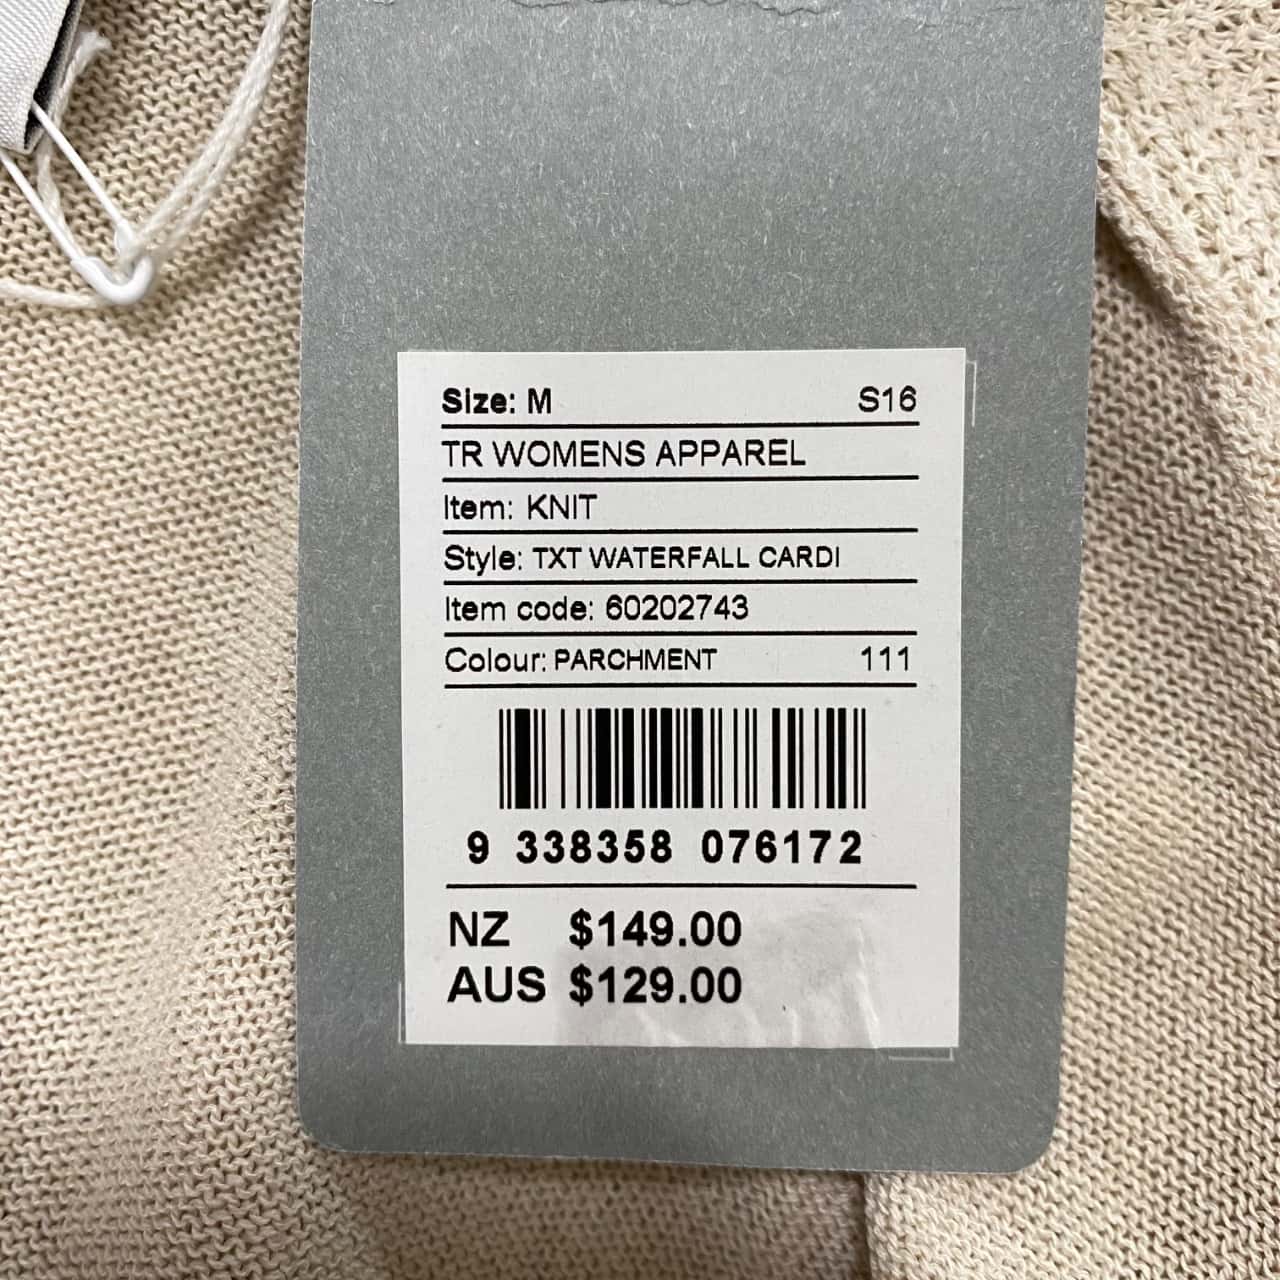 Size: M S16
TR WOMENS APPAREL
Item: KNIT
Style: TXT WATERFALL CARDI
Item code: 60202743
Colour: PARCHMENT 111
9 338358 076172
NZ $149.00
AUS $129.00